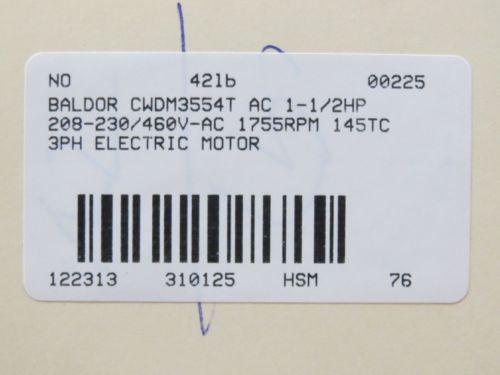 NO 42lb 00225
BALDOR CWDM3554T AC 1-1/2HP
208-230/460V-AC 1755RPM 145TC
3PH ELECTRIC MOTOR
122313 310125 HSM 76